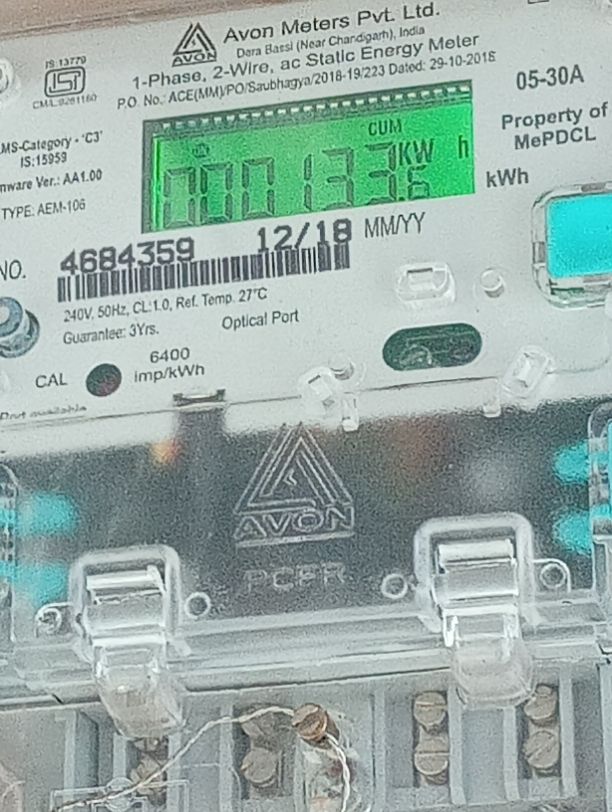 Avon Meters Pvt. Ltd.
AVON
Dera Bassi (Near Chandigarh), India
1-Phase, 2-Wire, ac Static Energy Meter
P.O. No.: ACE(MM)/PO/Saubhagya/2018-19/223 Dated: 29-10-2018
IS:13779
CM/L:9261160
05-30A
Property of
MePDCL
MS-Category - 'C3'
IS:15959
nware Ver.: AA1.00
TYPE: AEM-106
CUM
000133.6 KW h
kWh
NO. 4684359 12/18 MM/YY
240V, 50Hz, CL:1.0, Ref. Temp. 27°C
Guarantee: 3Yrs.
Optical Port
CAL
6400
imp/kWh
available
AVON